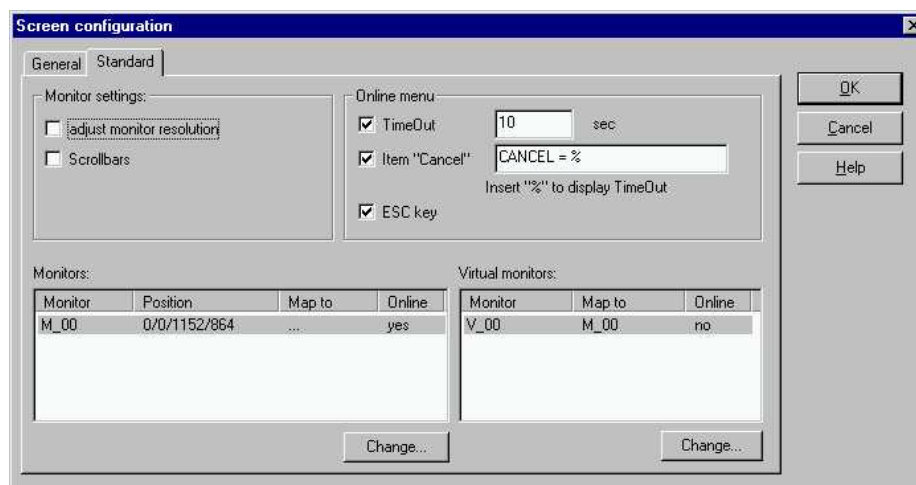 Screen configuration
General Standard
Monitor settings:
adjust monitor resolution
Scrollbars
Online menu
TimeOut 10 sec
Item "Cancel" CANCEL = %
Insert "%" to display TimeOut
ESC key
OK
Cancel
Help
Monitors:
Monitor Position Map to Online
M_00 0/0/1152/864 ... yes
Change...
Virtual monitors:
Monitor Map to Online
V_00 M_00 no
Change...